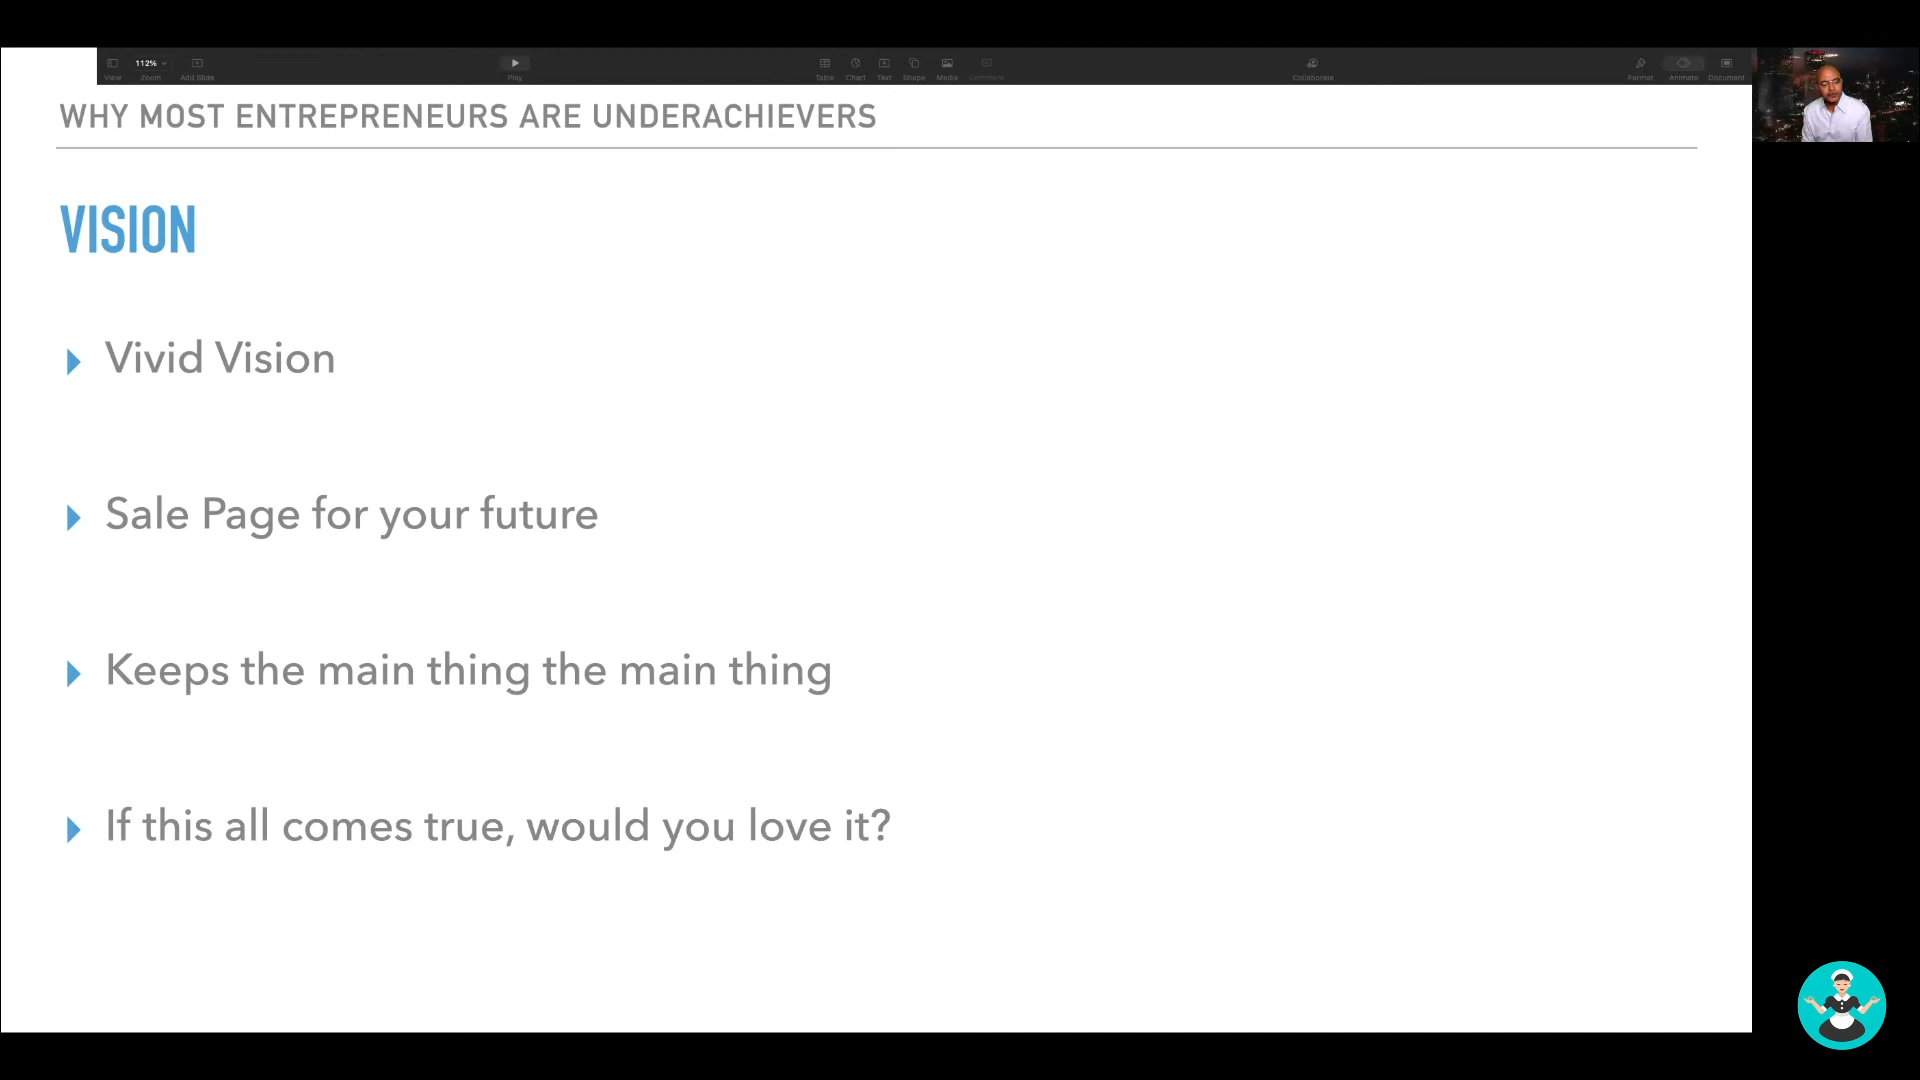 112%
View Zoom Add Slide Play Table Chart Text Shape Media Comment Collaborate Format Animate Document
WHY MOST ENTREPRENEURS ARE UNDERACHIEVERS
VISION
Vivid Vision
Sale Page for your future
Keeps the main thing the main thing
If this all comes true, would you love it?